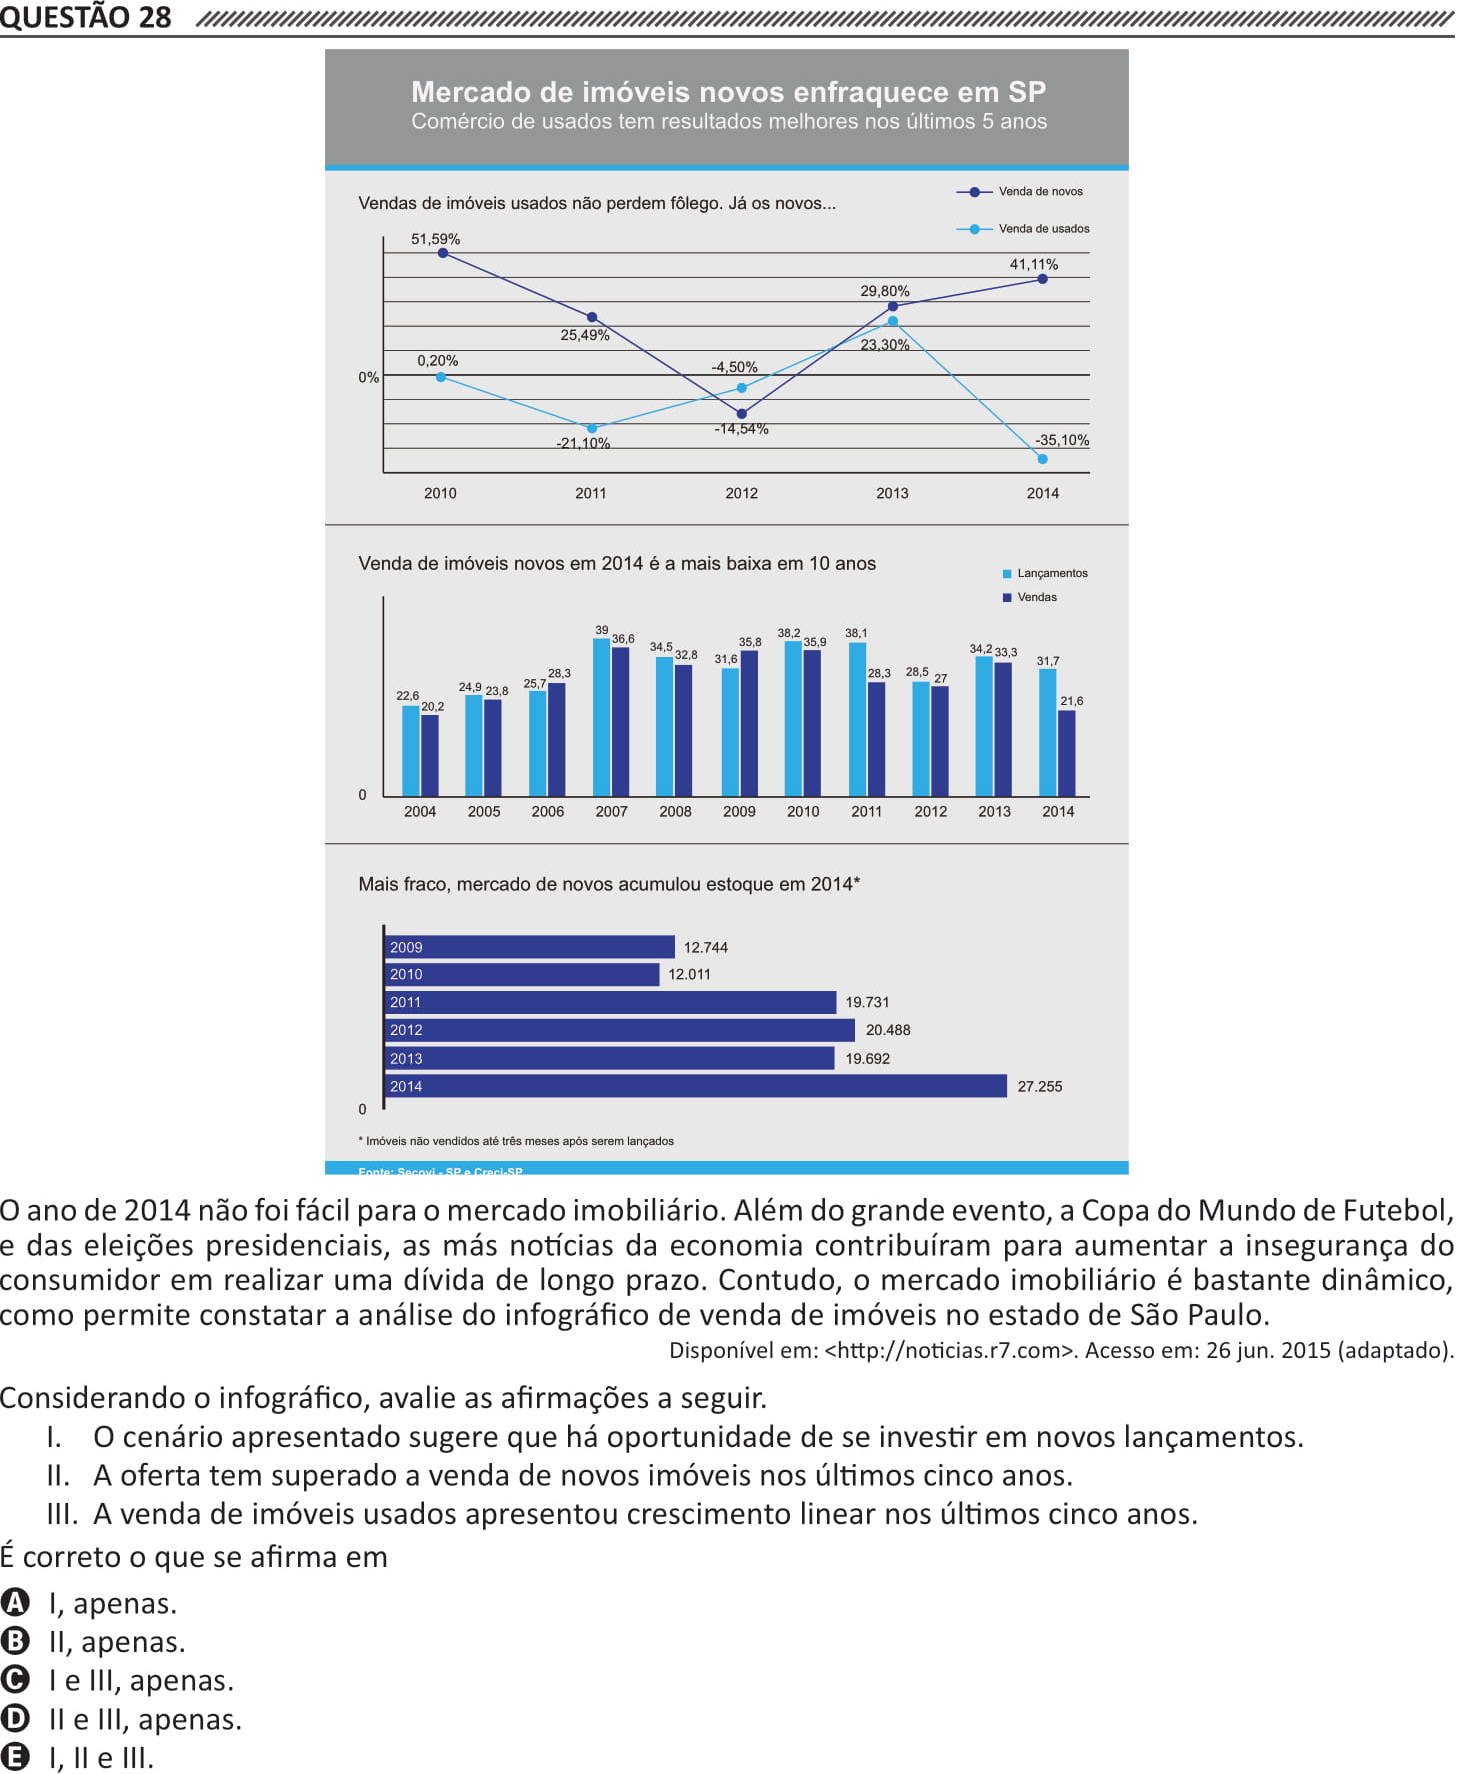 QUESTÃO 28
Mercado de imóveis novos enfraquece em SP
Comércio de usados tem resultados melhores nos últimos 5 anos
Vendas de imóveis usados não perdem fôlego. Já os novos...
Venda de novos
Venda de usados
51,59%
41,11%
29,80%
25,49%
23,30%
0,20%
-4,50%
0%
-14,54%
-21,10%
-35,10%
2010 2011 2012 2013 2014
Venda de imóveis novos em 2014 é a mais baixa em 10 anos
Lançamentos
Vendas
22,6 20,2 24,9 23,8 25,7 28,3 39 36,6 34,5 32,8 31,6 35,8 38,2 35,9 38,1 28,3 28,5 27 34,2 33,3 31,7 21,6
0
2004 2005 2006 2007 2008 2009 2010 2011 2012 2013 2014
Mais fraco, mercado de novos acumulou estoque em 2014*
2009 12.744
2010 12.011
2011 19.731
2012 20.488
2013 19.692
2014 27.255
0
* Imóveis não vendidos até três meses após serem lançados
Fonte: Secovi - SP e Creci-SP
O ano de 2014 não foi fácil para o mercado imobiliário. Além do grande evento, a Copa do Mundo de Futebol,
e das eleições presidenciais, as más notícias da economia contribuíram para aumentar a insegurança do
consumidor em realizar uma dívida de longo prazo. Contudo, o mercado imobiliário é bastante dinâmico,
como permite constatar a análise do infográfico de venda de imóveis no estado de São Paulo.
Disponível em: <http://noticias.r7.com>. Acesso em: 26 jun. 2015 (adaptado).
Considerando o infográfico, avalie as afirmações a seguir.
I. O cenário apresentado sugere que há oportunidade de se investir em novos lançamentos.
II. A oferta tem superado a venda de novos imóveis nos últimos cinco anos.
III. A venda de imóveis usados apresentou crescimento linear nos últimos cinco anos.
É correto o que se afirma em
A I, apenas.
B II, apenas.
C I e III, apenas.
D II e III, apenas.
E I, II e III.